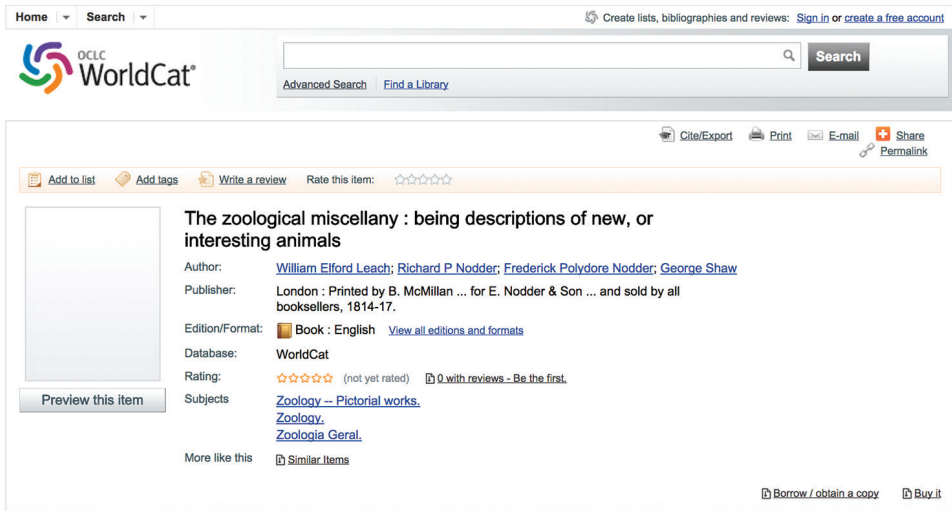 Home Search Create lists, bibliographies and reviews: Sign in or create a free account
OCLC
WorldCat®
Search
Advanced Search Find a Library
Cite/Export Print E-mail Share
Permalink
Add to list Add tags Write a review Rate this item:
The zoological miscellany : being descriptions of new, or
interesting animals
Author: William Elford Leach; Richard P Nodder; Frederick Polydore Nodder; George Shaw
Publisher: London : Printed by B. McMillan ... for E. Nodder & Son ... and sold by all
booksellers, 1814-17.
Edition/Format: Book : English View all editions and formats
Database: WorldCat
Rating: (not yet rated) 0 with reviews - Be the first.
Preview this item
Subjects Zoology -- Pictorial works.
Zoology.
Zoologia Geral.
More like this Similar Items
Borrow / obtain a copy Buy it